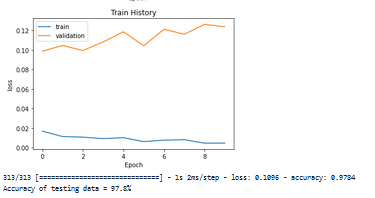 Train History
train
validation
loss
0.12
0.10
0.08
0.06
0.04
0.02
0.00
0 2 4 6 8
Epoch
313/313 [==============================] - 1s 2ms/step - loss: 0.1096 - accuracy: 0.9784
Accuracy of testing data = 97.8%